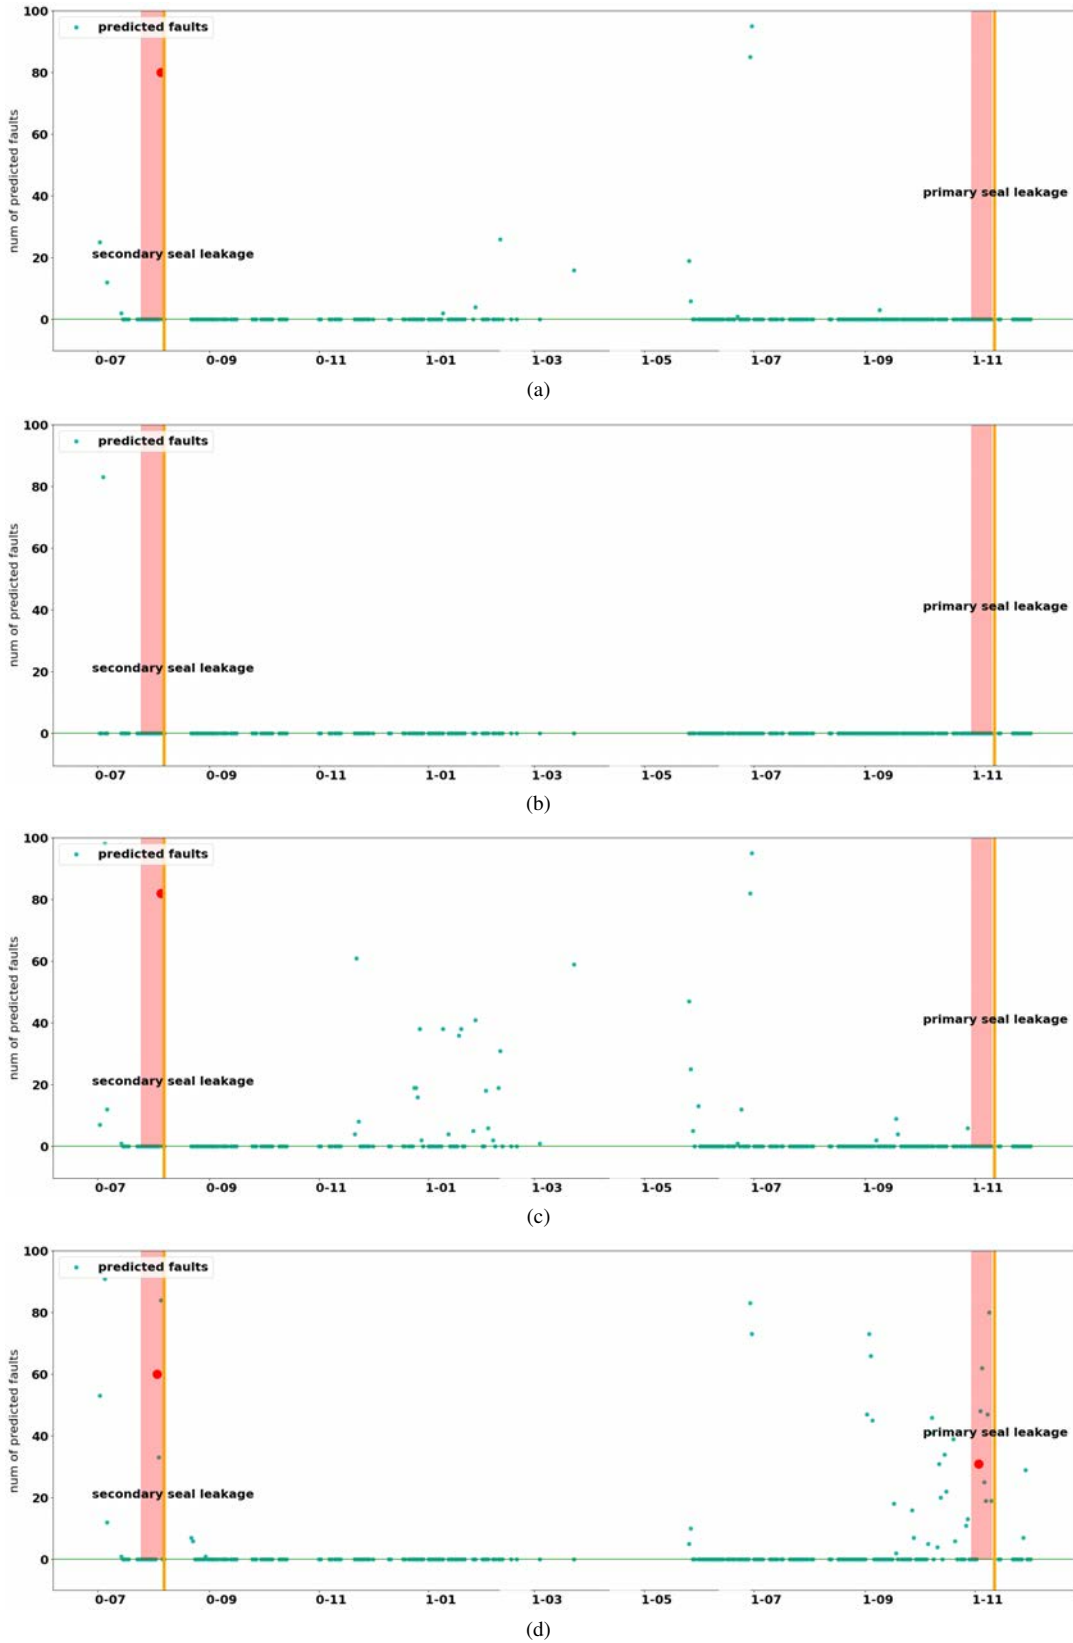 100
predicted faults
80
60
num of predicted faults
40
primary seal leakage
20
secondary seal leakage
0
0-07 0-09 0-11 1-01 1-03 1-05 1-07 1-09 1-11
(a)
100
predicted faults
80
60
num of predicted faults
40
primary seal leakage
20
secondary seal leakage
0
0-07 0-09 0-11 1-01 1-03 1-05 1-07 1-09 1-11
(b)
100
predicted faults
80
60
num of predicted faults
40
primary seal leakage
20
secondary seal leakage
0
0-07 0-09 0-11 1-01 1-03 1-05 1-07 1-09 1-11
(c)
100
predicted faults
80
60
num of predicted faults
40
primary seal leakage
20
secondary seal leakage
0
0-07 0-09 0-11 1-01 1-03 1-05 1-07 1-09 1-11
(d)